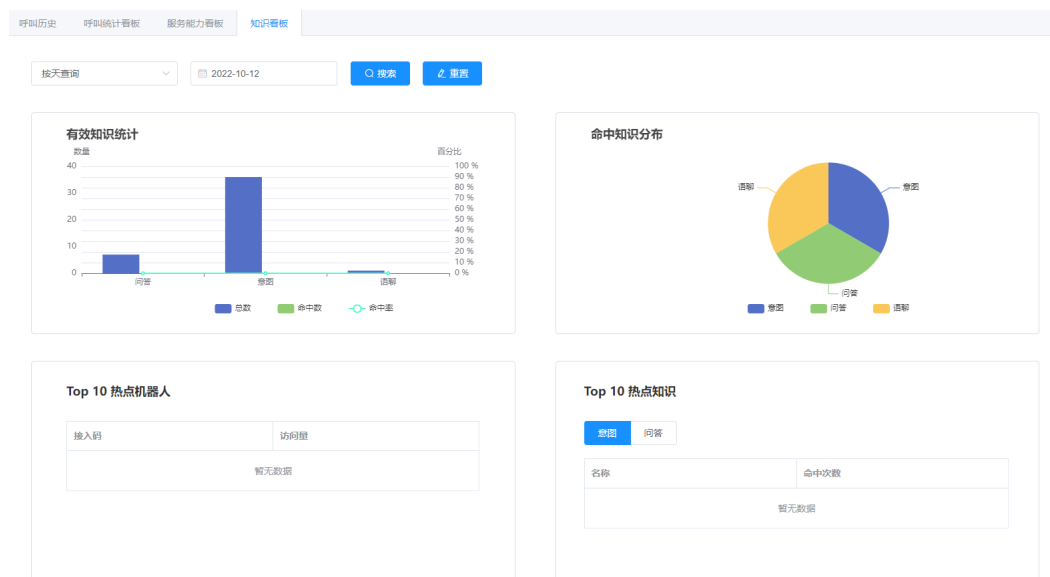 呼叫历史 呼叫统计看板 服务能力看板 知识看板
按天查询 2022-10-12 搜索 重置
有效知识统计
数量 百分比
40
30
20
10
0
100 %
90 %
80 %
70 %
60 %
50 %
40 %
30 %
20 %
10 %
0 %
问答 意图 语聊
总数 命中数 命中率
命中知识分布
语聊 意图
问答
意图 问答 语聊
Top 10 热点机器人
接入码 访问量
暂无数据
Top 10 热点知识
意图 问答
名称 命中次数
暂无数据